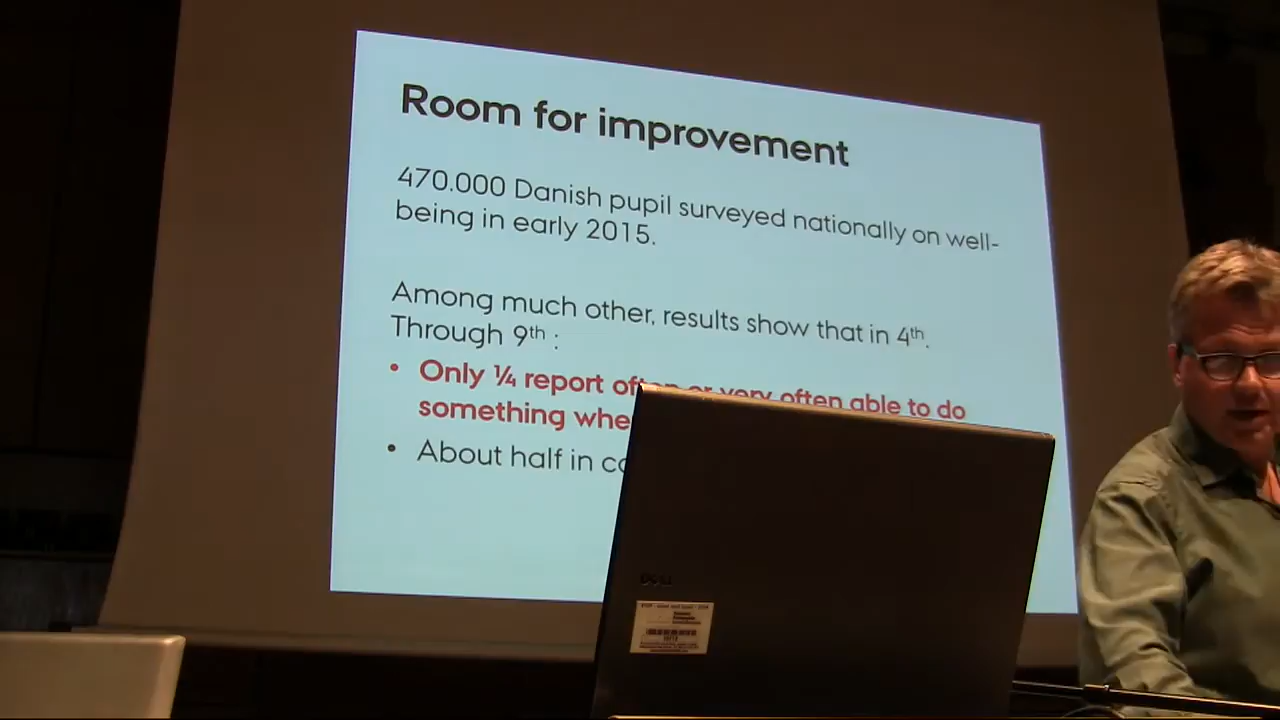 Room for improvement
470.000 Danish pupil surveyed nationally on well-
being in early 2015.
Among much other, results show that in 4th.
Through 9th :
• Only ¼ report often or very often able to do
something whe
• About half in co
DELL